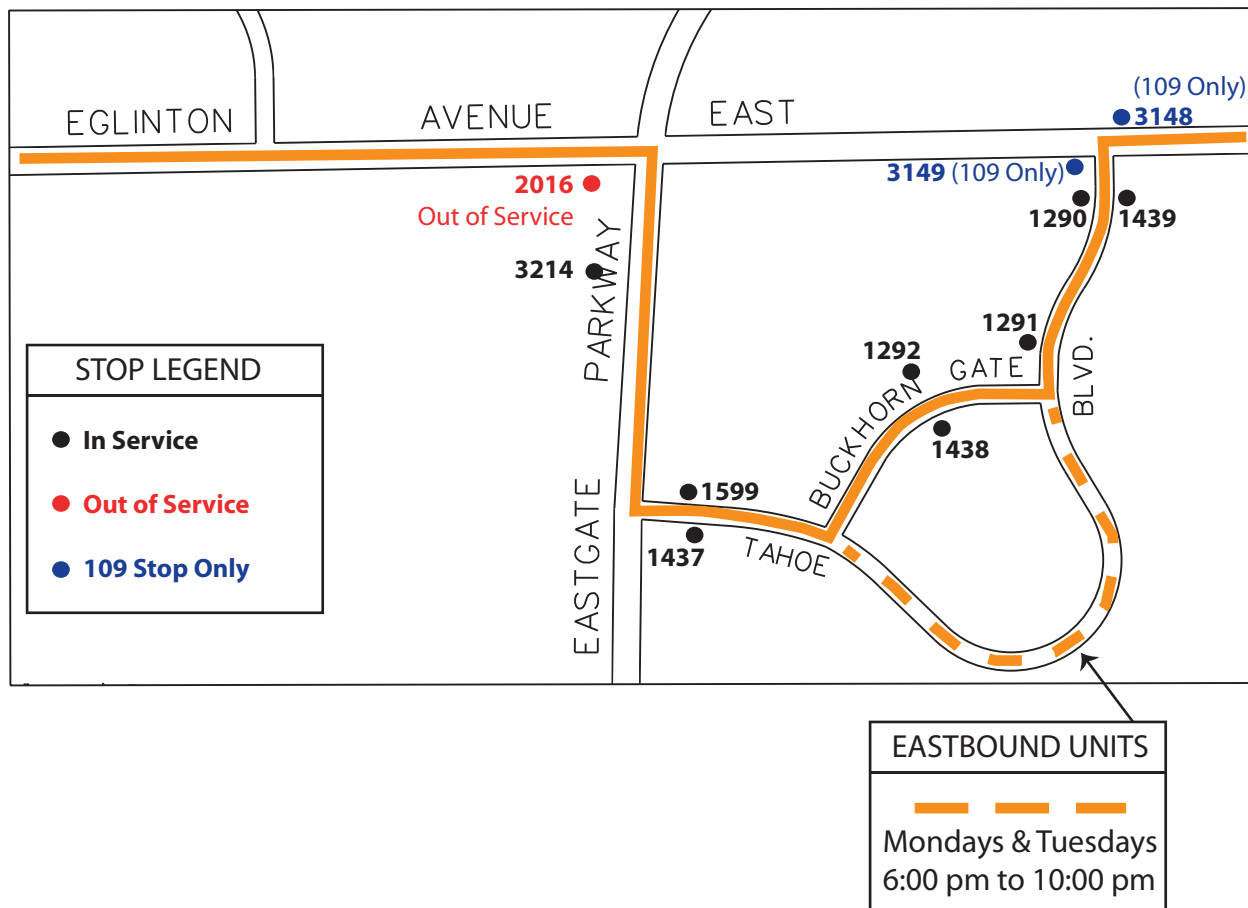 EGLINTON AVENUE EAST
(109 Only)
3148
2016
Out of Service
3149 (109 Only)
1290
1439
3214
PARKWAY
1291
1292
GATE
BLVD.
BUCKHORN
1438
STOP LEGEND
In Service
Out of Service
109 Stop Only
EASTGATE
1599
1437
TAHOE
EASTBOUND UNITS
Mondays & Tuesdays
6:00 pm to 10:00 pm